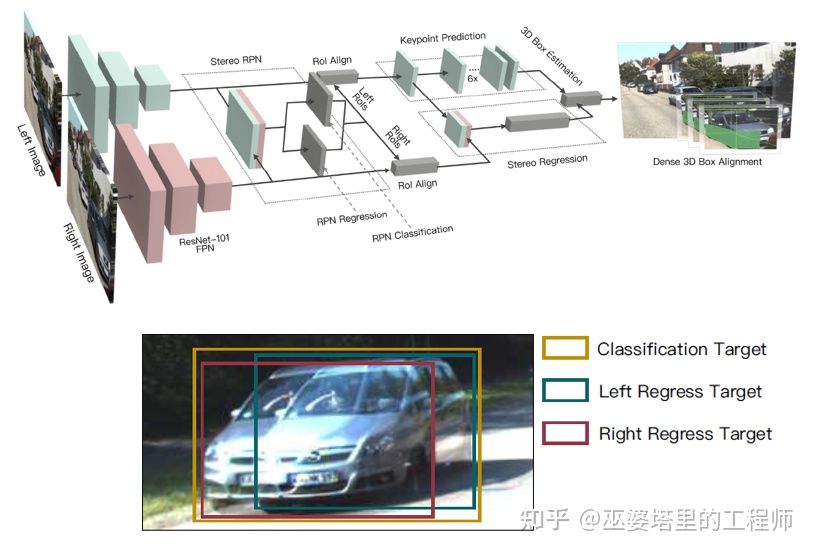 Stereo RPN
RoI Align
Keypoint Prediction
3D Box Estimation
6x
Left
RoIs
Right
RoIs
Left Image
Stereo Regression
Dense 3D Box Alignment
RoI Align
RPN Regression
RPN Classification
ResNet-101
FPN
Right Image
Classification Target
Left Regress Target
Right Regress Target
知乎 @巫婆塔里的工程师